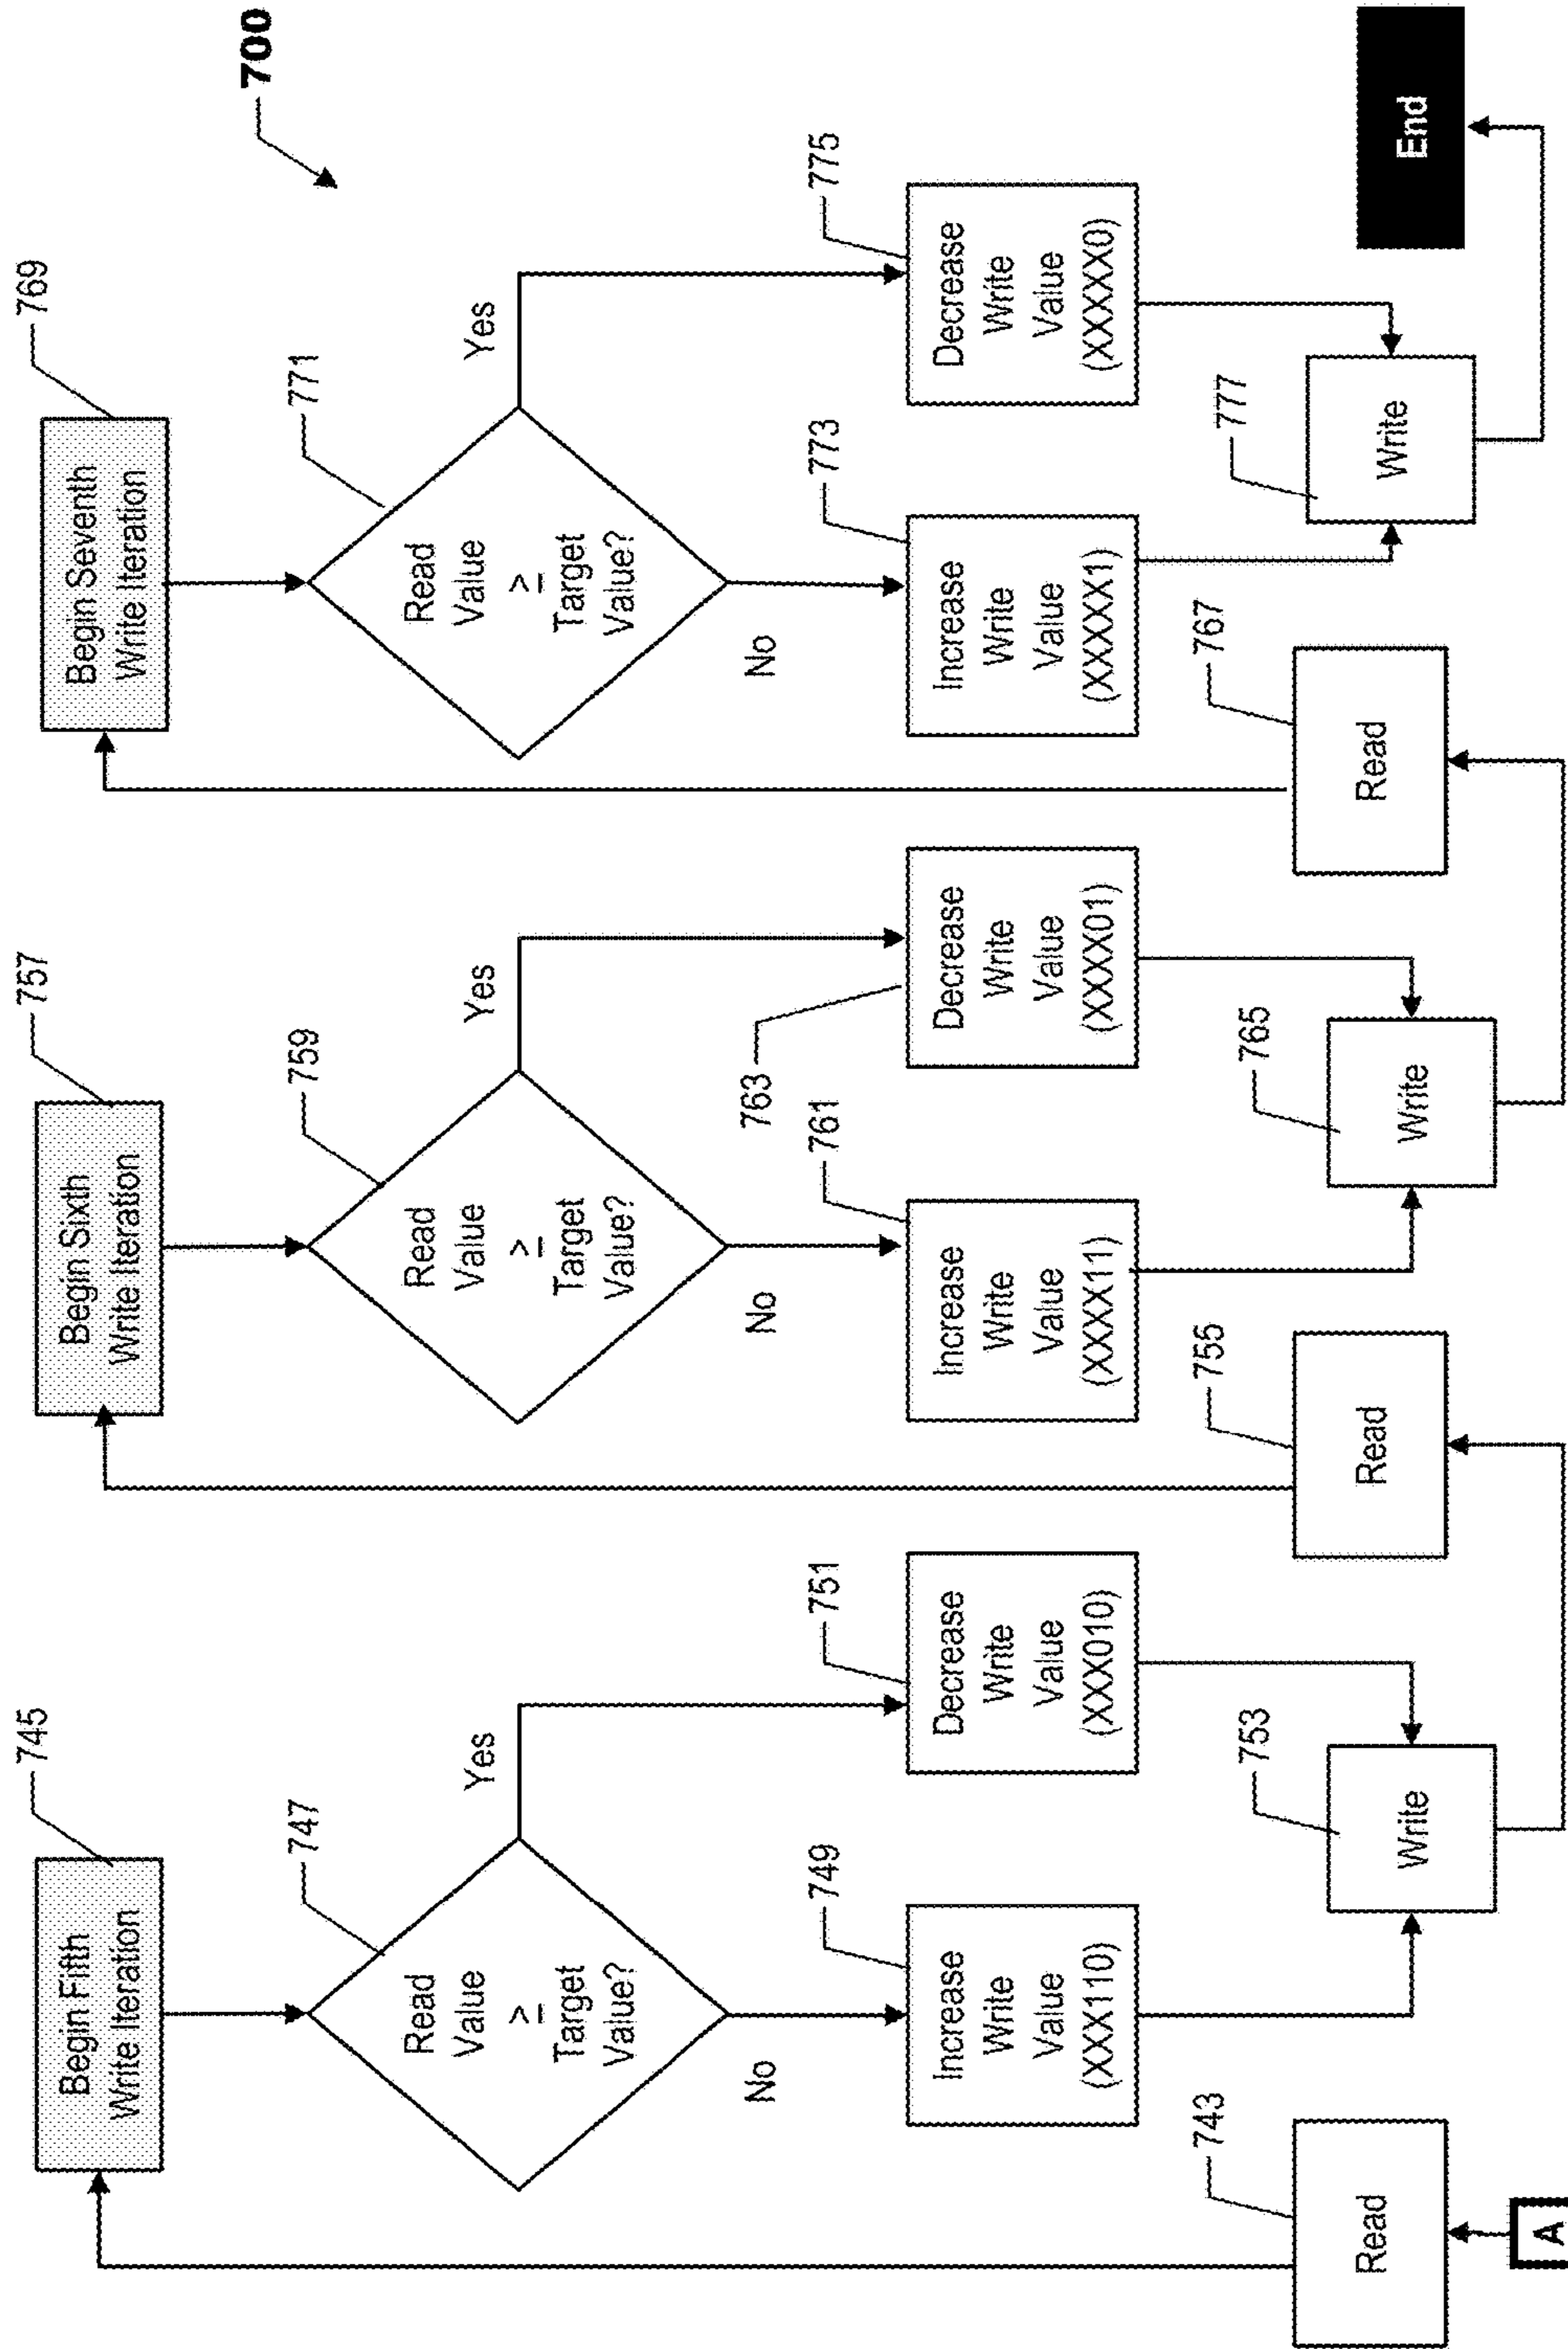 700
745
Begin Fifth
Write Iteration
747
Read
Value
>
Target
Value?
Yes
No
749
Increase
Write
Value
(XXX110)
751
Decrease
Write
Value
(XXX010)
753
Write
743
Read
A
757
Begin Sixth
Write Iteration
759
Read
Value
>
Target
Value?
Yes
No
761
Increase
Write
Value
(XXXX11)
763
Decrease
Write
Value
(XXXX01)
765
Write
755
Read
769
Begin Seventh
Write Iteration
771
Read
Value
>
Target
Value?
Yes
No
773
Increase
Write
Value
(XXXXX1)
775
Decrease
Write
Value
(XXXXX0)
777
Write
767
Read
End